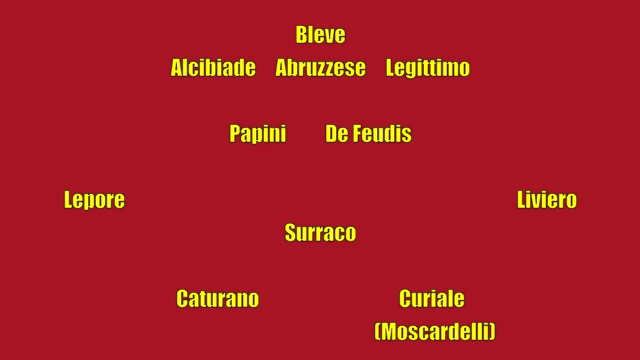 Bleve
Alcibiade Abruzzese Legittimo
Papini De Feudis
Lepore Liviero
Surraco
Caturano Curiale
(Moscardelli)